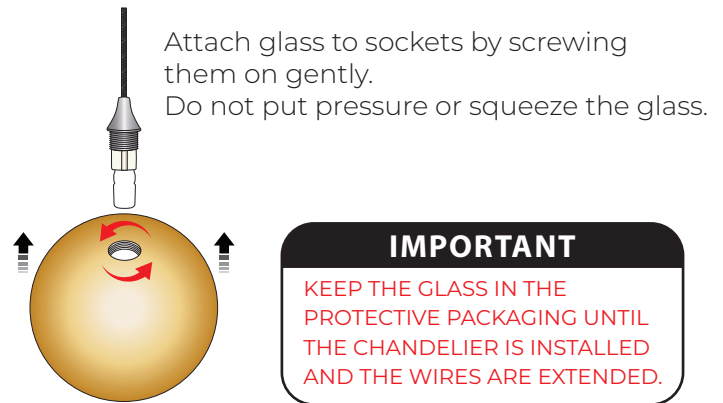 Attach glass to sockets by screwing
them on gently.
Do not put pressure or squeeze the glass.
IMPORTANT
KEEP THE GLASS IN THE
PROTECTIVE PACKAGING UNTIL
THE CHANDELIER IS INSTALLED
AND THE WIRES ARE EXTENDED.